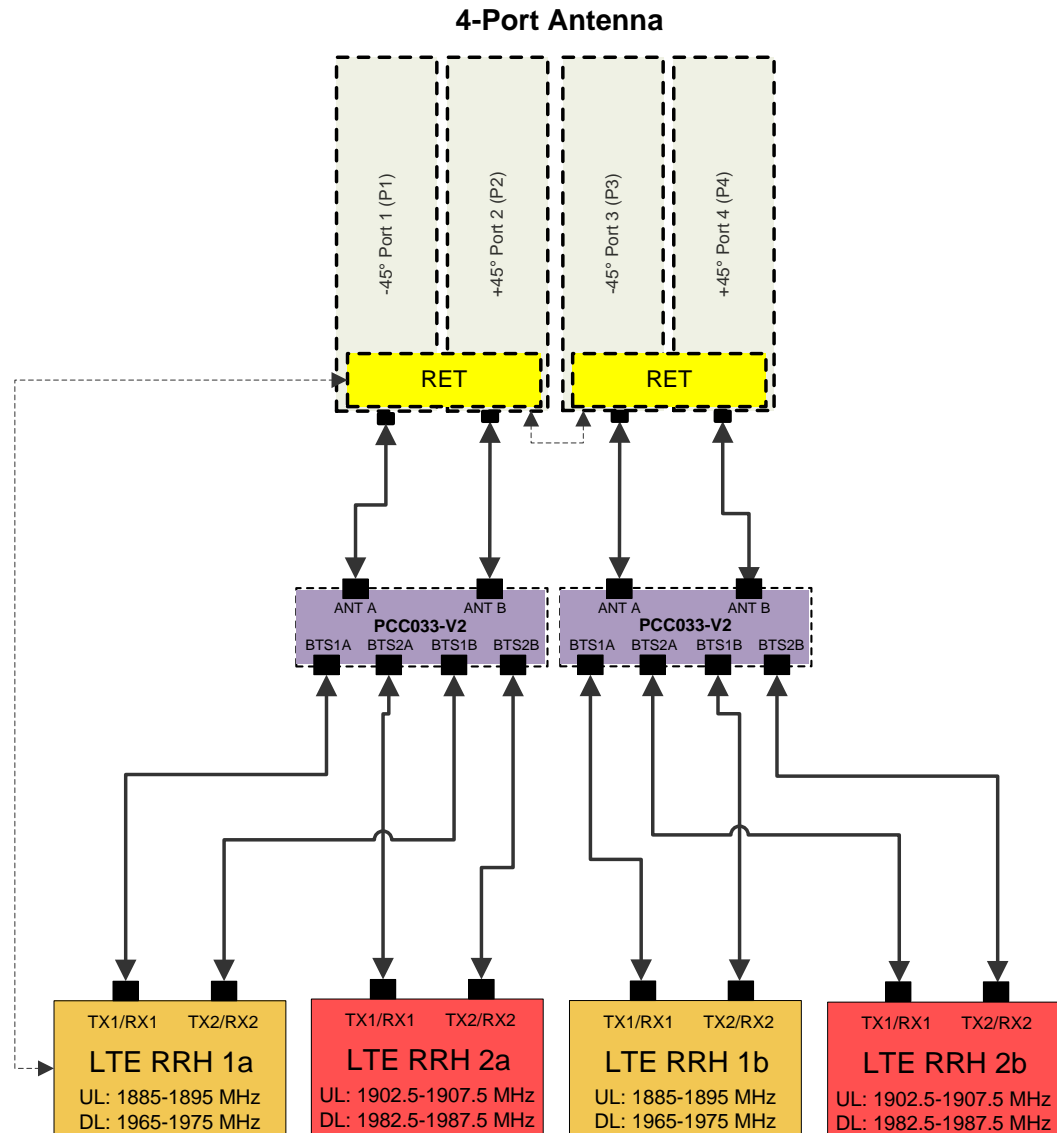 4-Port Antenna
-45° Port 1 (P1)
+45° Port 2 (P2)
-45° Port 3 (P3)
+45° Port 4 (P4)
RET
RET
ANT A
ANT B
PCC033-V2
BTS1A
BTS2A
BTS1B
BTS2B
ANT A
ANT B
PCC033-V2
BTS1A
BTS2A
BTS1B
BTS2B
TX1/RX1
TX2/RX2
LTE RRH 1a
UL: 1885-1895 MHz
DL: 1965-1975 MHz
TX1/RX1
TX2/RX2
LTE RRH 2a
UL: 1902.5-1907.5 MHz
DL: 1982.5-1987.5 MHz
TX1/RX1
TX2/RX2
LTE RRH 1b
UL: 1885-1895 MHz
DL: 1965-1975 MHz
TX1/RX1
TX2/RX2
LTE RRH 2b
UL: 1902.5-1907.5 MHz
DL: 1982.5-1987.5 MHz